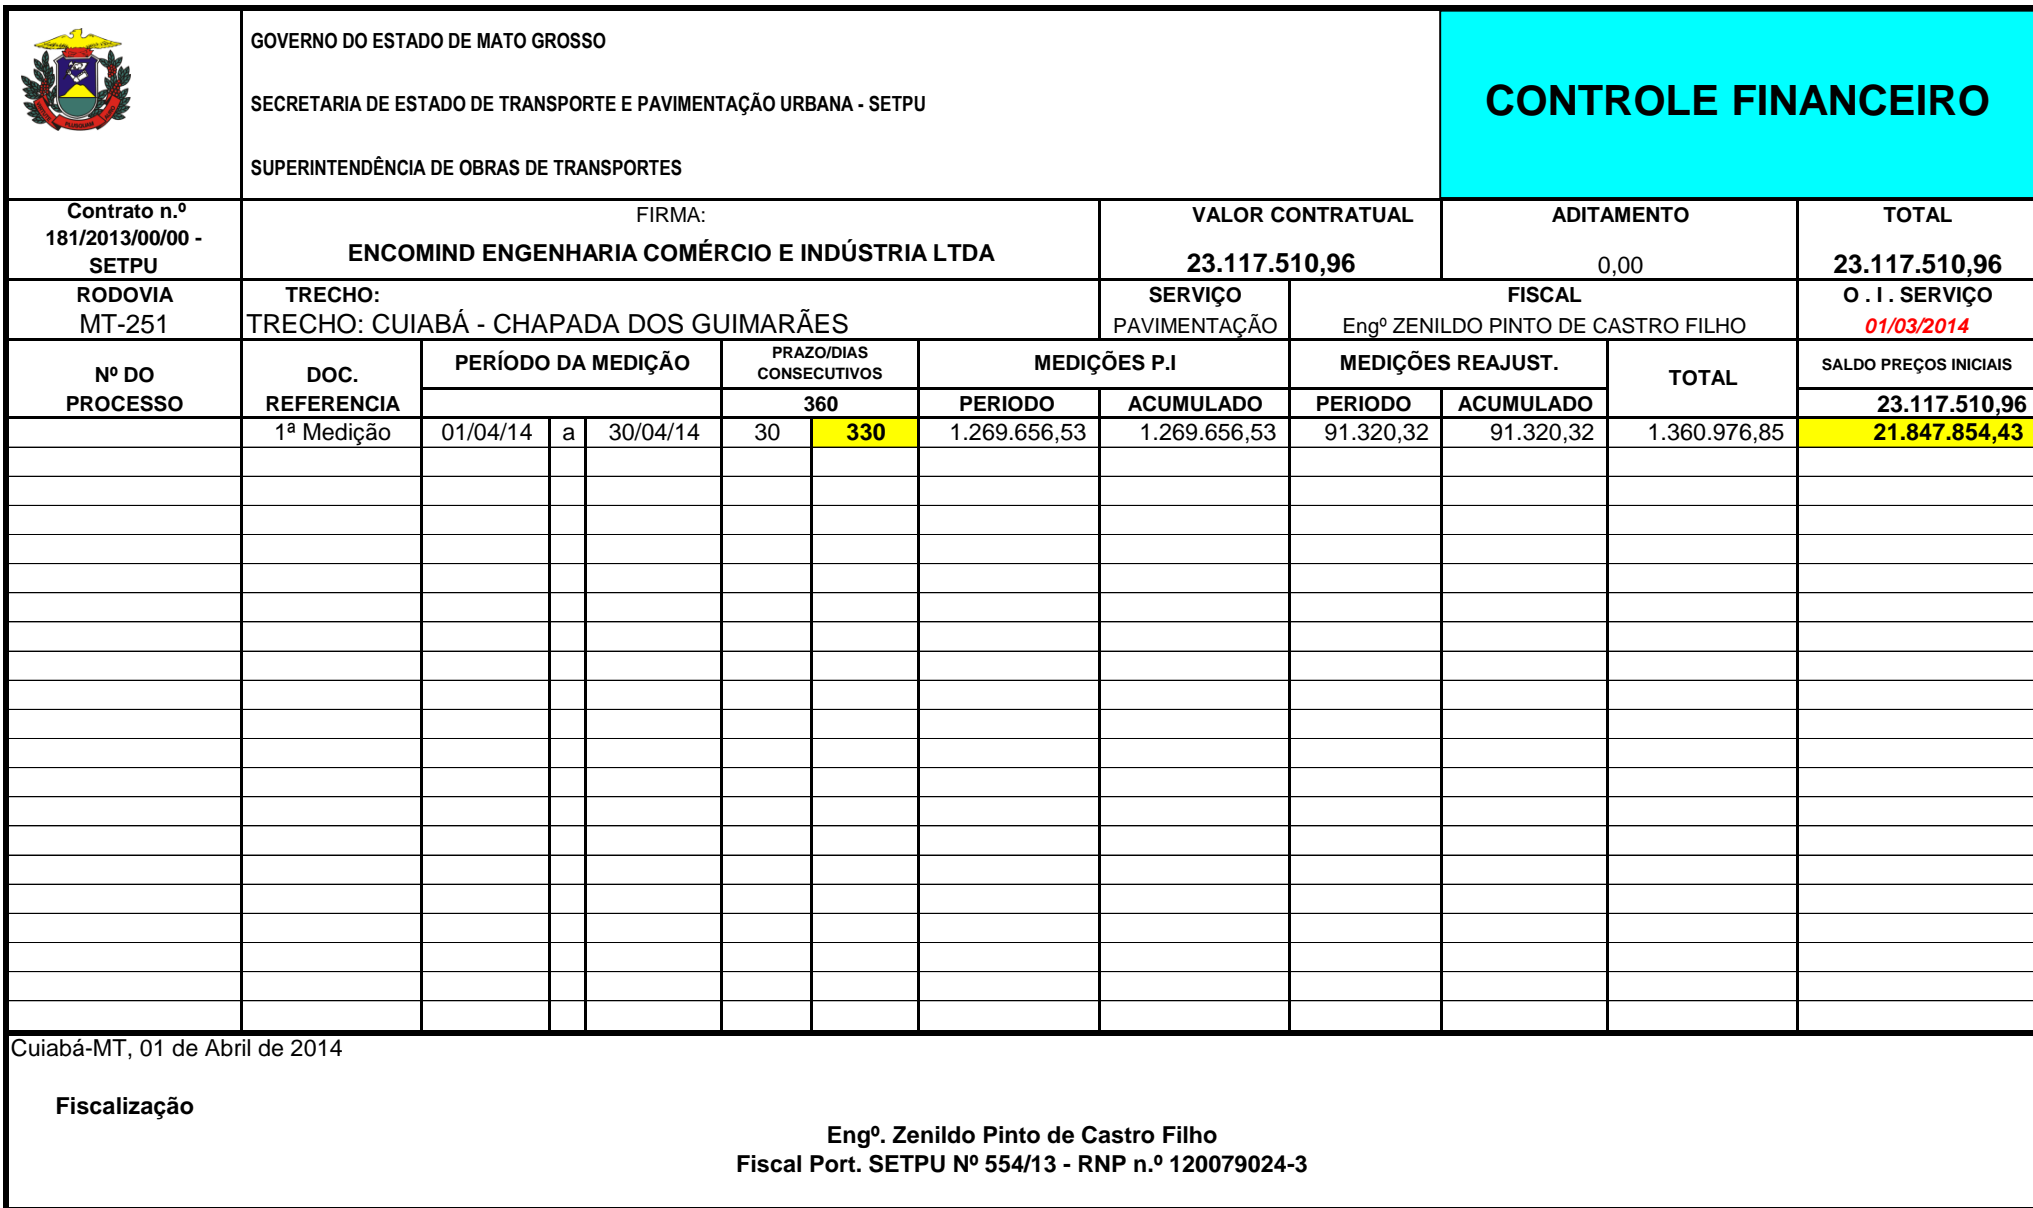 GOVERNO DO ESTADO DE MATO GROSSO
SECRETARIA DE ESTADO DE TRANSPORTE E PAVIMENTAÇÃO URBANA - SETPU
SUPERINTENDÊNCIA DE OBRAS DE TRANSPORTES
CONTROLE FINANCEIRO
Contrato n.º
181/2013/00/00 -
SETPU
FIRMA:
ENCOMIND ENGENHARIA COMÉRCIO E INDÚSTRIA LTDA
VALOR CONTRATUAL
23.117.510,96
ADITAMENTO
0,00
TOTAL
23.117.510,96
RODOVIA
MT-251
TRECHO:
TRECHO: CUIABÁ - CHAPADA DOS GUIMARÃES
SERVIÇO
PAVIMENTAÇÃO
FISCAL
Engº ZENILDO PINTO DE CASTRO FILHO
O . I . SERVIÇO
01/03/2014
Nº DO
PROCESSO
DOC.
REFERENCIA
PERÍODO DA MEDIÇÃO
PRAZO/DIAS
CONSECUTIVOS
360
MEDIÇÕES P.I
PERIODO ACUMULADO
MEDIÇÕES REAJUST.
PERIODO ACUMULADO
TOTAL
SALDO PREÇOS INICIAIS
23.117.510,96
1ª Medição 01/04/14 a 30/04/14 30 330 1.269.656,53 1.269.656,53 91.320,32 91.320,32 1.360.976,85 21.847.854,43
Cuiabá-MT, 01 de Abril de 2014
Fiscalização
Engº. Zenildo Pinto de Castro Filho
Fiscal Port. SETPU Nº 554/13 - RNP n.º 120079024-3